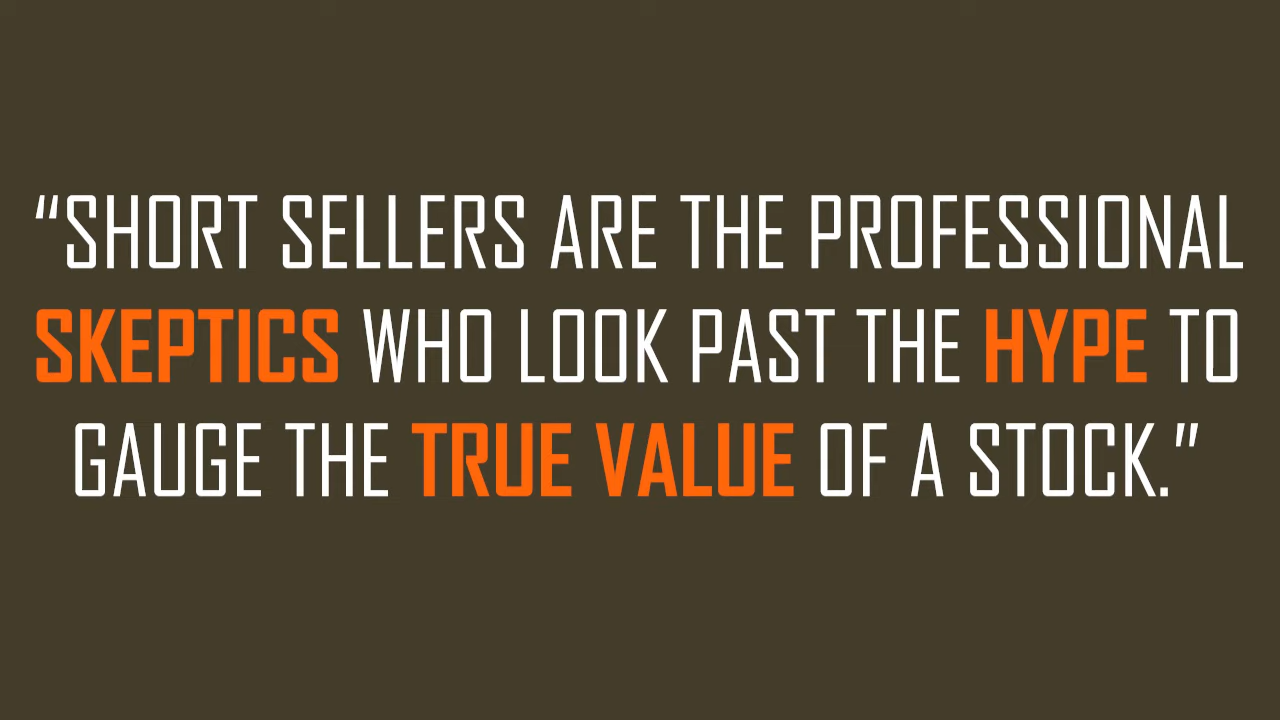 “SHORT SELLERS ARE THE PROFESSIONAL
SKEPTICS WHO LOOK PAST THE HYPE TO
GAUGE THE TRUE VALUE OF A STOCK.”